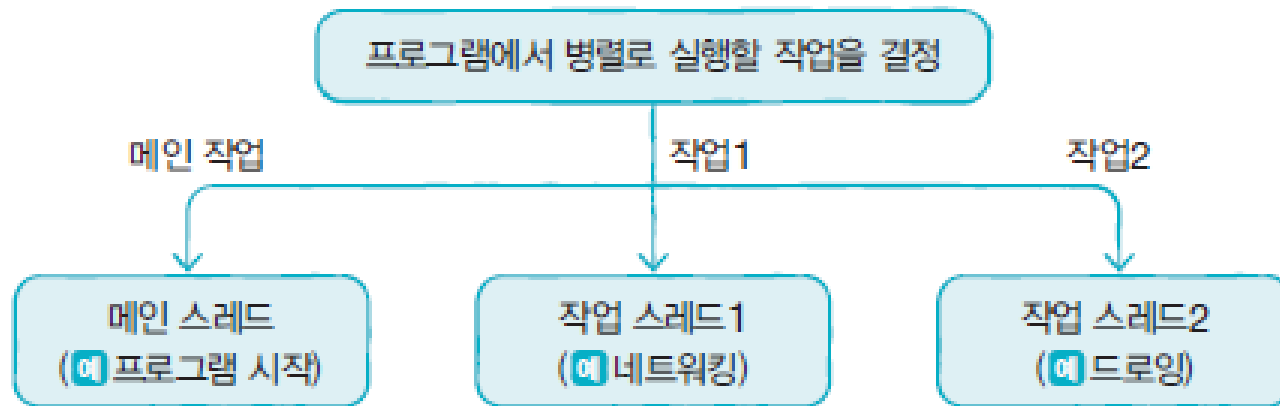 프로그램에서 병렬로 실행할 작업을 결정
메인 작업
작업1
작업2
메인 스레드
(예 프로그램 시작)
작업 스레드1
(예 네트워킹)
작업 스레드2
(예 드로잉)